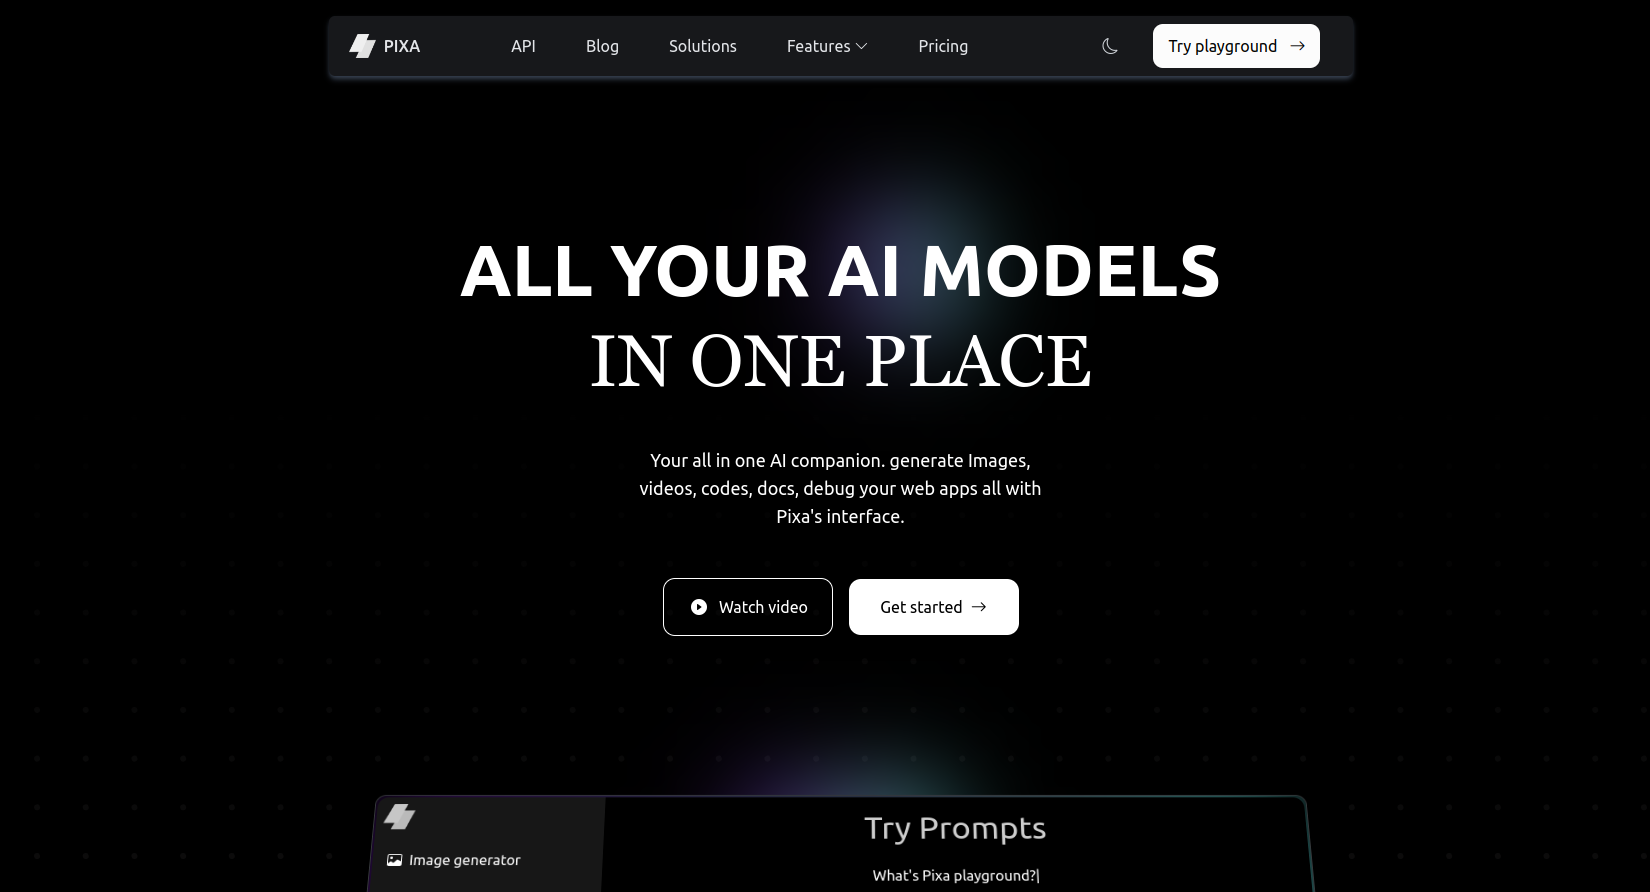 PIXA
API
Blog
Solutions
Features
Pricing
Try playground
ALL YOUR AI MODELS
IN ONE PLACE
Your all in one AI companion. generate Images,
videos, codes, docs, debug your web apps all with
Pixa's interface.
Watch video
Get started
Try Prompts
Image generator
What's Pixa playground?